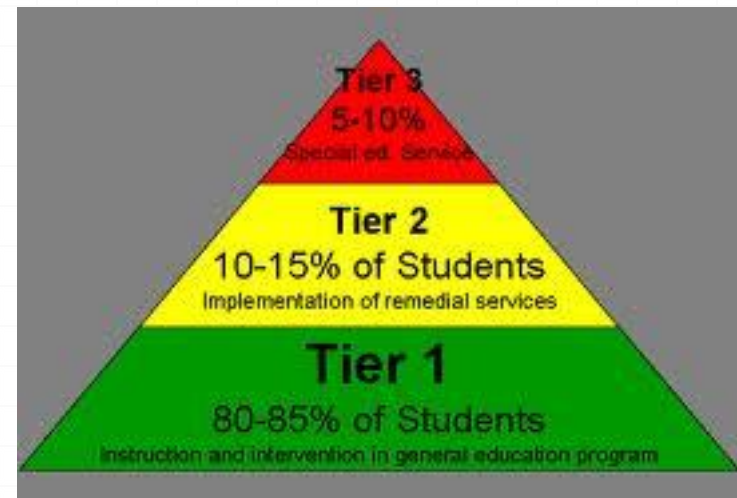 Tier 3
5-10%
Special ed. Service
Tier 2
10-15% of Students
Implementation of remedial services
Tier 1
80-85% of Students
Instruction and intervention in general education program